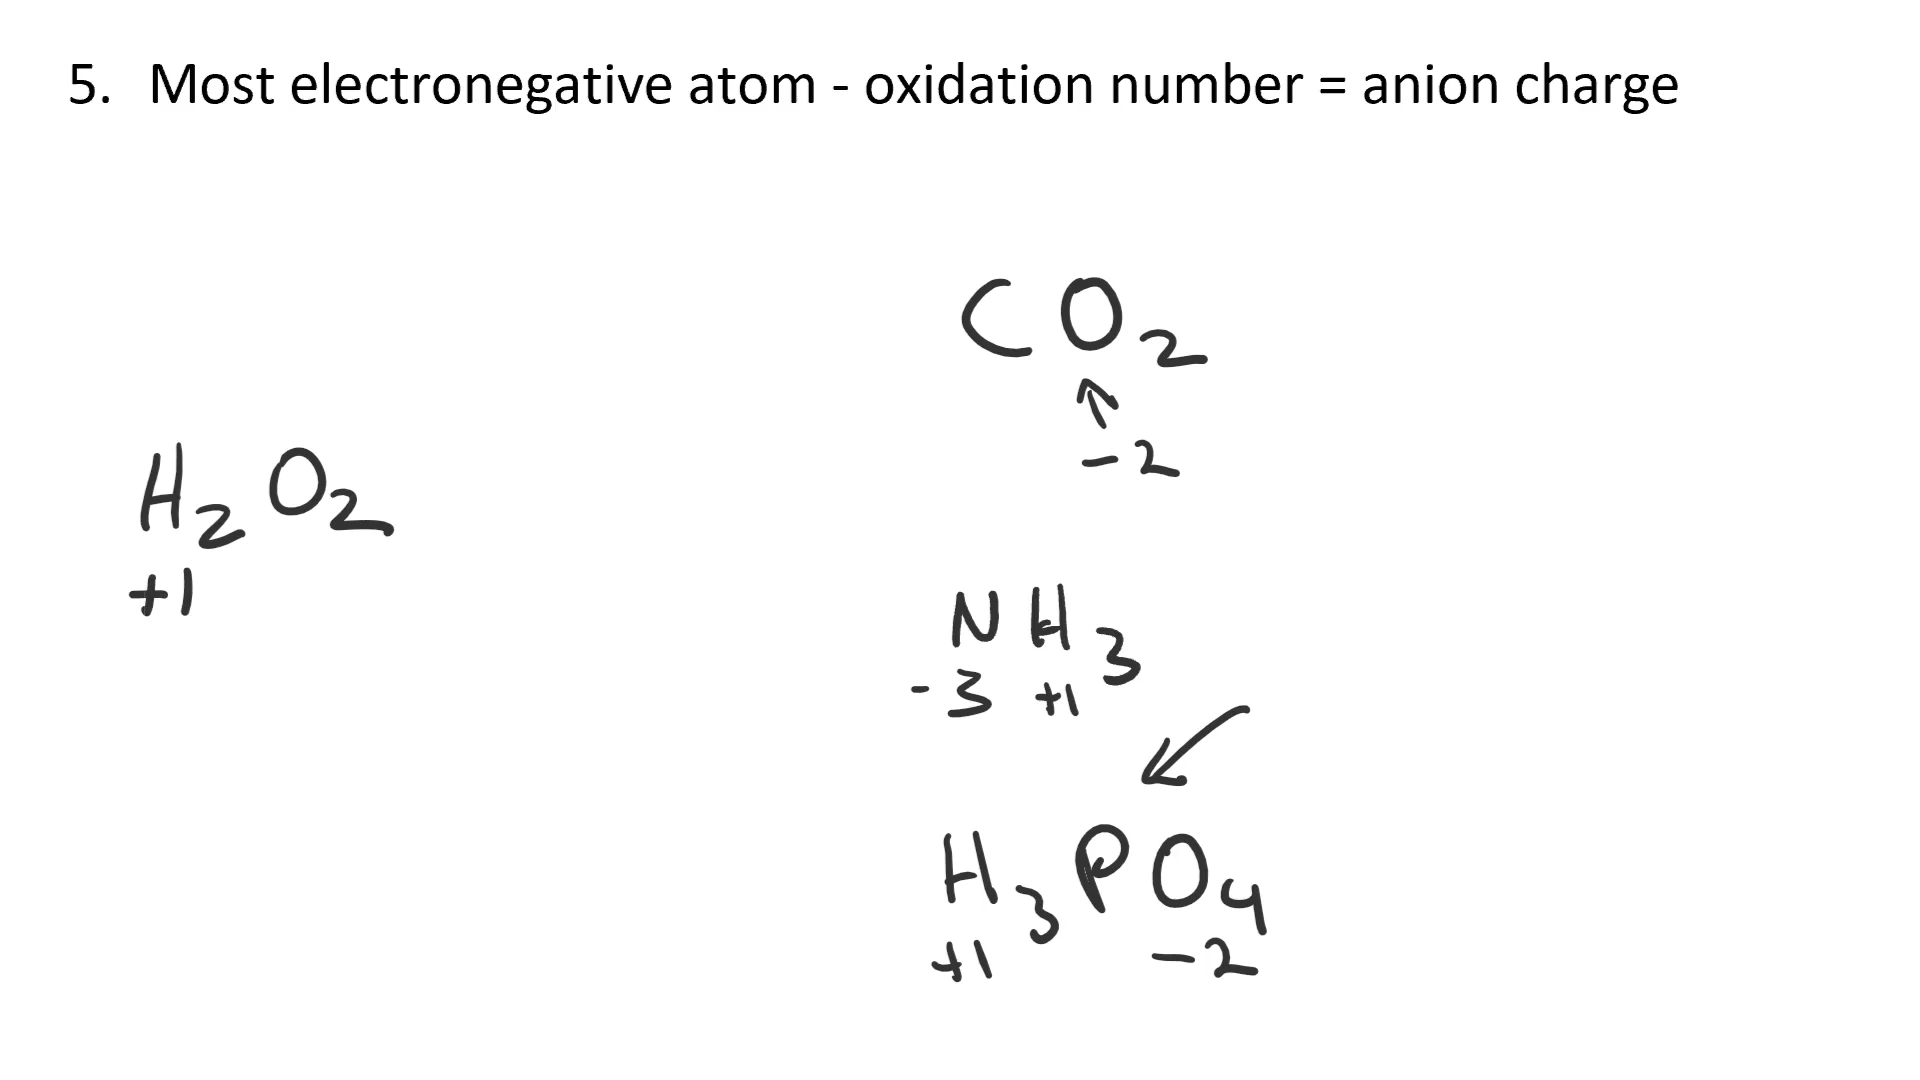 5. Most electronegative atom - oxidation number = anion charge
CO2
-2
H2O2
+1
NH3
-3 +1
H3PO4
+1 -2